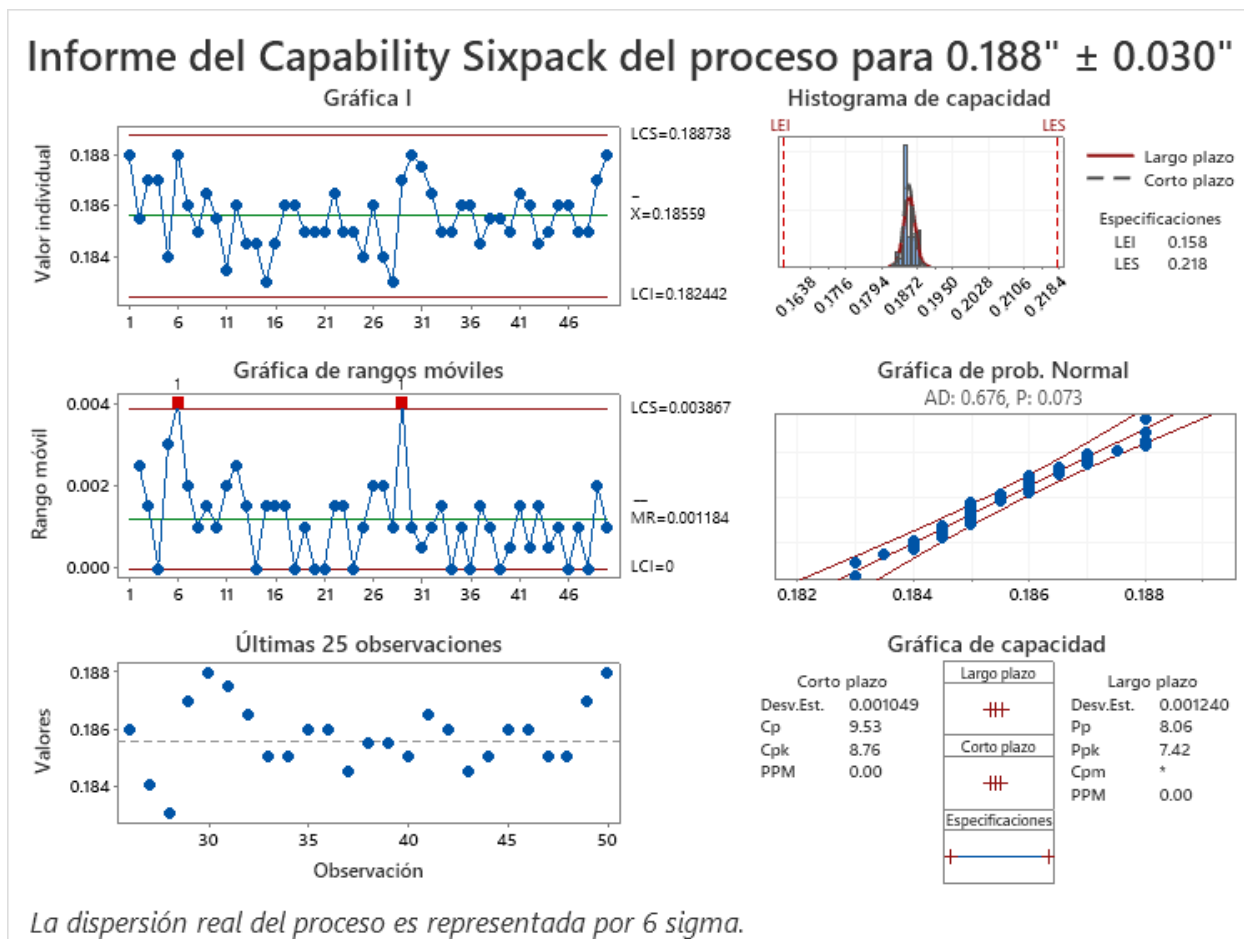 Informe del Capability Sixpack del proceso para 0.188" ± 0.030"
Gráfica I
Valor individual
0.188
0.186
0.184
LCS=0.188738
_
X=0.18559
LCI=0.182442
1 6 11 16 21 26 31 36 41 46
Histograma de capacidad
LEI LES
0.1638 0.1716 0.1794 0.1872 0.1950 0.2028 0.2106 0.2184
Largo plazo
Corto plazo
Especificaciones
LEI 0.158
LES 0.218
Gráfica de rangos móviles
1 1
Rango móvil
0.004
0.002
0.000
LCS=0.003867
__
MR=0.001184
LCI=0
1 6 11 16 21 26 31 36 41 46
Gráfica de prob. Normal
AD: 0.676, P: 0.073
0.182 0.184 0.186 0.188
Últimas 25 observaciones
Valores
0.188
0.186
0.184
30 35 40 45 50
Observación
Gráfica de capacidad
Corto plazo
Desv.Est. 0.001049
Cp 9.53
Cpk 8.76
PPM 0.00
Largo plazo
Corto plazo
Especificaciones
Largo plazo
Desv.Est. 0.001240
Pp 8.06
Ppk 7.42
Cpm *
PPM 0.00
La dispersión real del proceso es representada por 6 sigma.